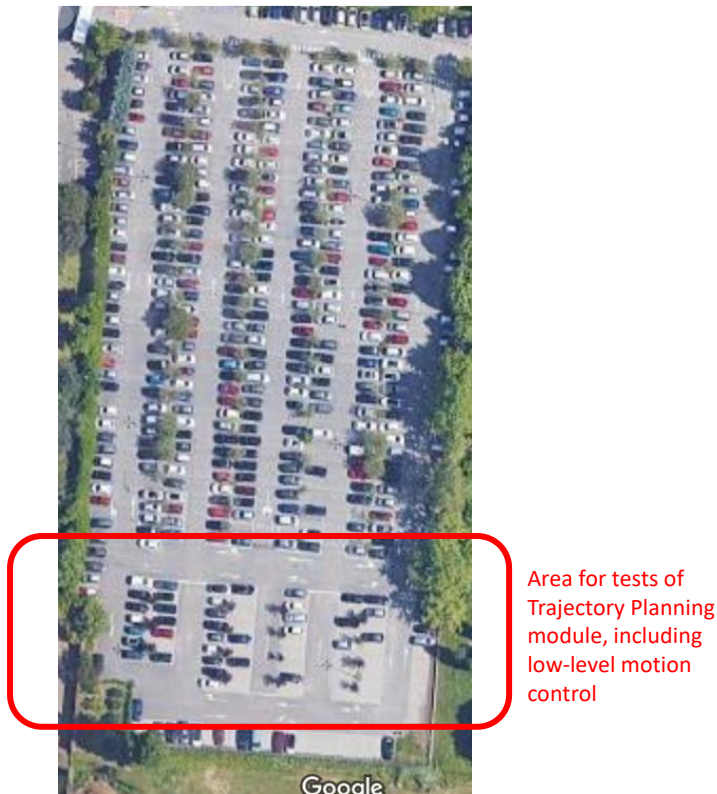 Area for tests of
Trajectory Planning
module, including
low-level motion
control
Google